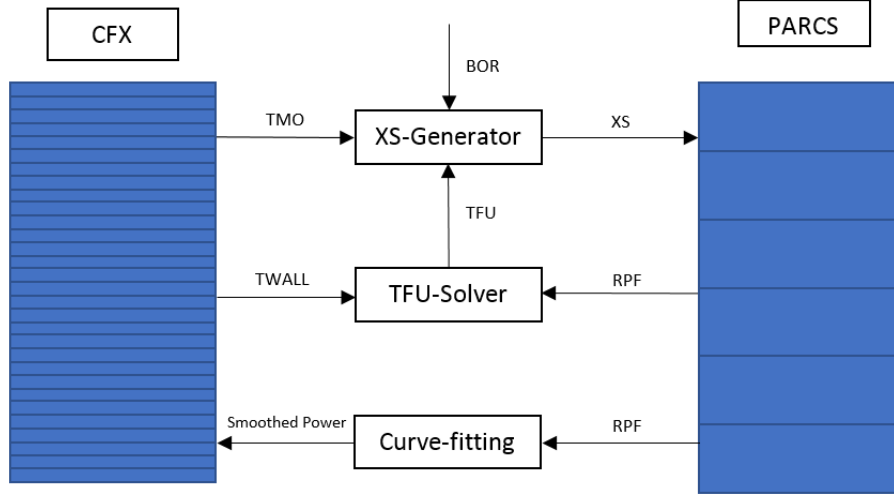 CFX
PARCS
BOR
TMO
XS-Generator
XS
TFU
TWALL
TFU-Solver
RPF
Smoothed Power
Curve-fitting
RPF